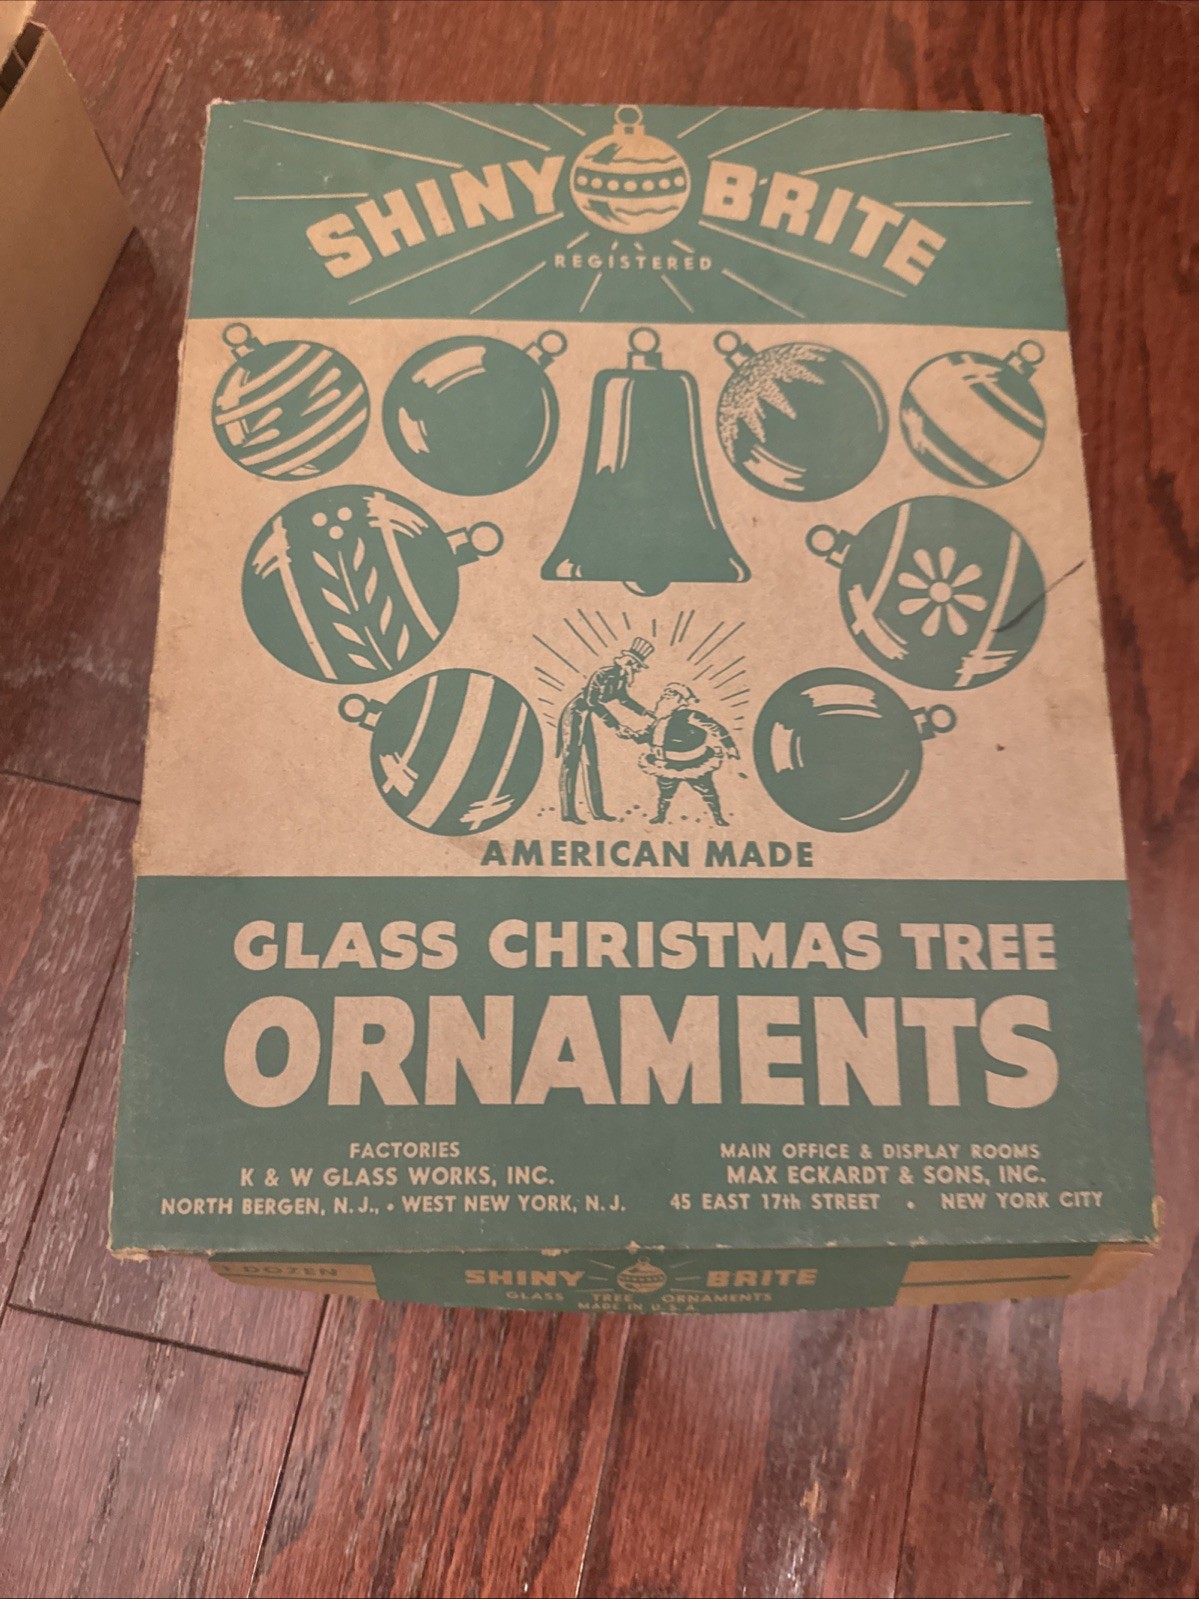 SHINY BRITE
REGISTERED
AMERICAN MADE
GLASS CHRISTMAS TREE
ORNAMENTS
FACTORIES
K & W GLASS WORKS, INC.
NORTH BERGEN, N. J., • WEST NEW YORK, N. J.
MAIN OFFICE & DISPLAY ROOMS
MAX ECKARDT & SONS, INC.
45 EAST 17th STREET • NEW YORK CITY
1 DOZEN
SHINY BRITE
GLASS TREE ORNAMENTS
MADE IN U. S. A.